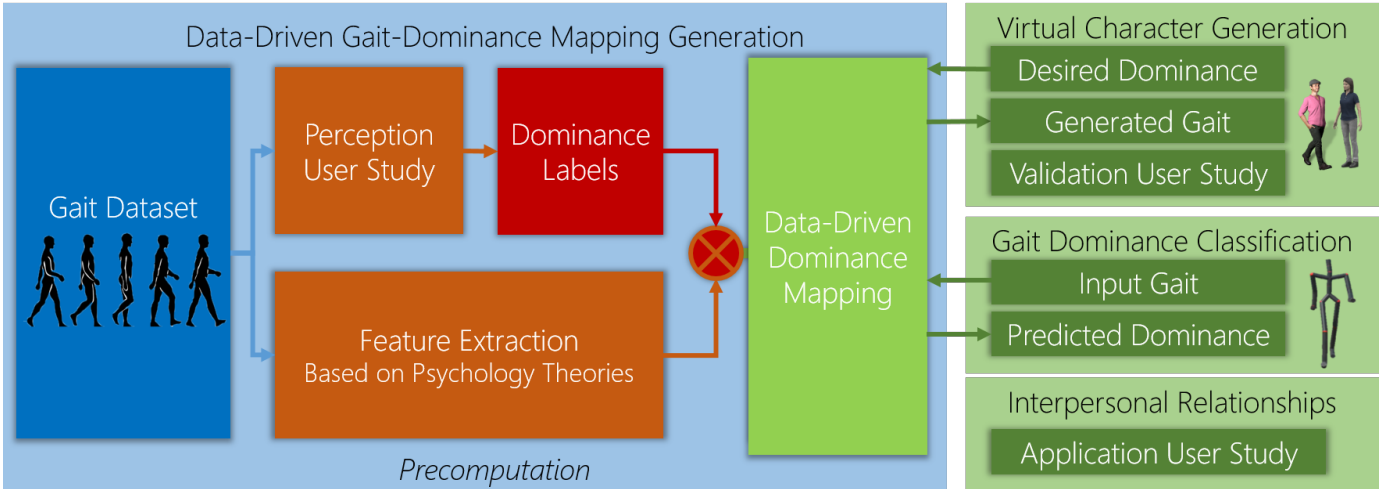 Data-Driven Gait-Dominance Mapping Generation
Gait Dataset
Perception
User Study
Dominance
Labels
Feature Extraction
Based on Psychology Theories
Data-Driven
Dominance
Mapping
Precomputation
Virtual Character Generation
Desired Dominance
Generated Gait
Validation User Study
Gait Dominance Classification
Input Gait
Predicted Dominance
Interpersonal Relationships
Application User Study